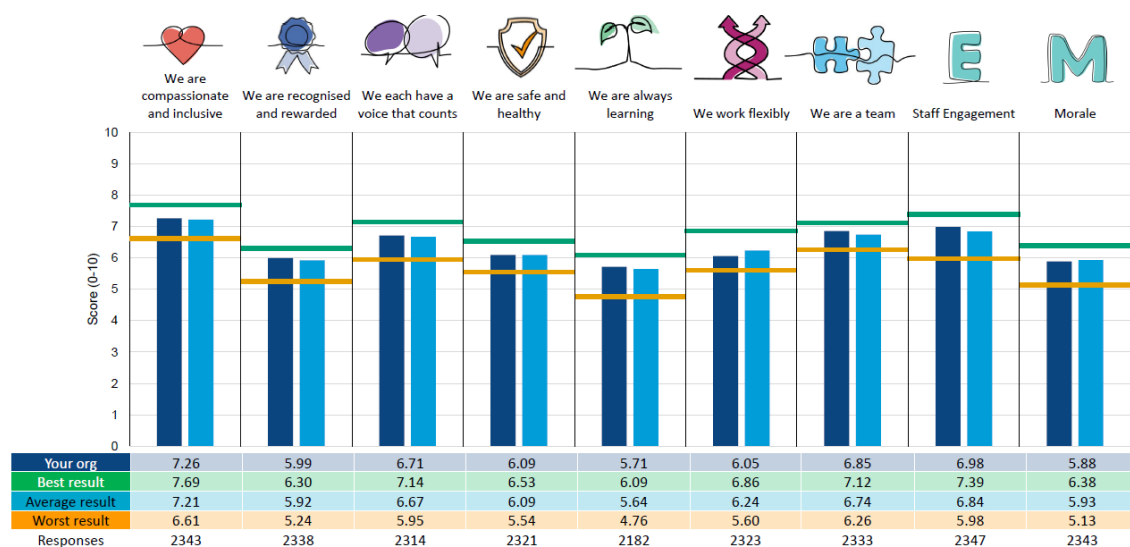 We are
compassionate
and inclusive
We are recognised
and rewarded
We each have a
voice that counts
We are safe and
healthy
We are always
learning
We work flexibly
We are a team
E
Staff Engagement
M
Morale
Score (0-10)
10
9
8
7
6
5
4
3
2
1
0
Your org 7.26 5.99 6.71 6.09 5.71 6.05 6.85 6.98 5.88
Best result 7.69 6.30 7.14 6.53 6.09 6.86 7.12 7.39 6.38
Average result 7.21 5.92 6.67 6.09 5.64 6.24 6.74 6.84 5.93
Worst result 6.61 5.24 5.95 5.54 4.76 5.60 6.26 5.98 5.13
Responses 2343 2338 2314 2321 2182 2323 2333 2347 2343